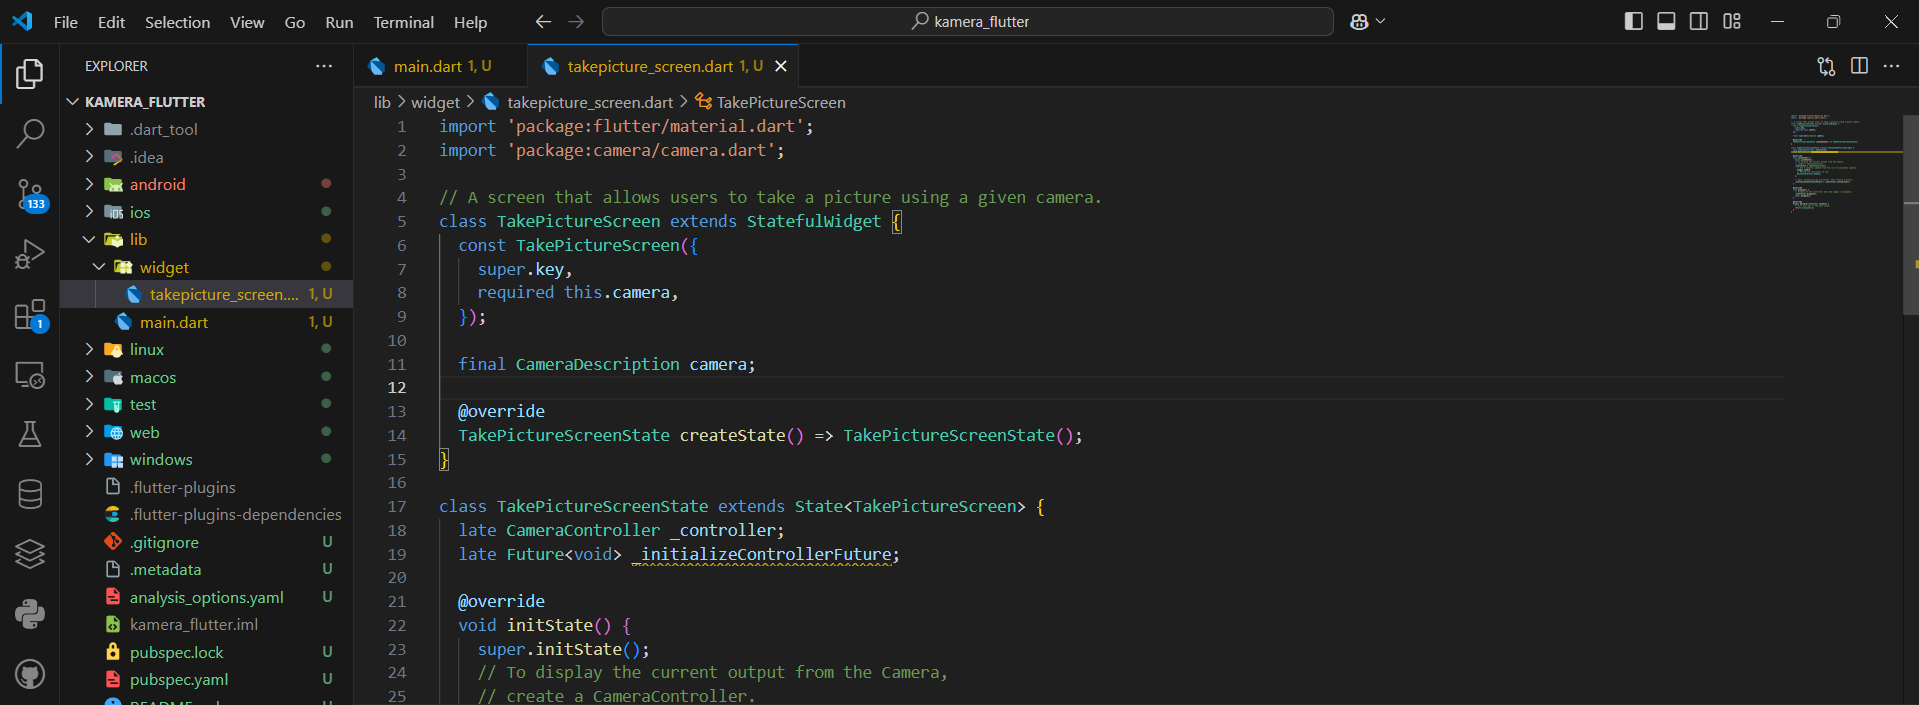 File Edit Selection View Go Run Terminal Help
kamera_flutter
EXPLORER
main.dart 1, U
takepicture_screen.dart 1, U
KAMERA_FLUTTER
.dart_tool
.idea
android
ios
lib
widget
takepicture_screen.... 1, U
main.dart 1, U
linux
macos
test
web
windows
.flutter-plugins
.flutter-plugins-dependencies
.gitignore U
.metadata U
analysis_options.yaml U
kamera_flutter.iml
pubspec.lock U
pubspec.yaml U
133
1
lib > widget > takepicture_screen.dart > TakePictureScreen
1 import 'package:flutter/material.dart';
2 import 'package:camera/camera.dart';
3
4 // A screen that allows users to take a picture using a given camera.
5 class TakePictureScreen extends StatefulWidget {
6 const TakePictureScreen({
7 super.key,
8 required this.camera,
9 });
10
11 final CameraDescription camera;
12
13 @override
14 TakePictureScreenState createState() => TakePictureScreenState();
15 }
16
17 class TakePictureScreenState extends State<TakePictureScreen> {
18 late CameraController _controller;
19 late Future<void> _initializeControllerFuture;
20
21 @override
22 void initState() {
23 super.initState();
24 // To display the current output from the Camera,
25 // create a CameraController.